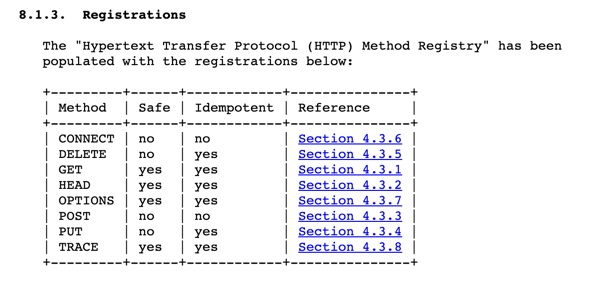 8.1.3. Registrations
The "Hypertext Transfer Protocol (HTTP) Method Registry" has been
populated with the registrations below:
+---------+------+------------+---------------+
| Method | Safe | Idempotent | Reference |
+---------+------+------------+---------------+
| CONNECT | no | no | Section 4.3.6 |
| DELETE | no | yes | Section 4.3.5 |
| GET | yes | yes | Section 4.3.1 |
| HEAD | yes | yes | Section 4.3.2 |
| OPTIONS | yes | yes | Section 4.3.7 |
| POST | no | no | Section 4.3.3 |
| PUT | no | yes | Section 4.3.4 |
| TRACE | yes | yes | Section 4.3.8 |
+---------+------+------------+---------------+